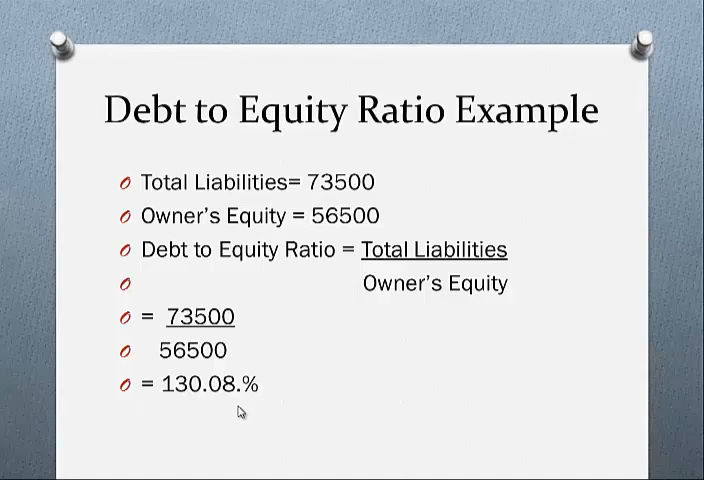 Debt to Equity Ratio Example
Total Liabilities= 73500
Owner's Equity = 56500
Debt to Equity Ratio = Total Liabilities
Owner's Equity
= 73500
56500
= 130.08.%